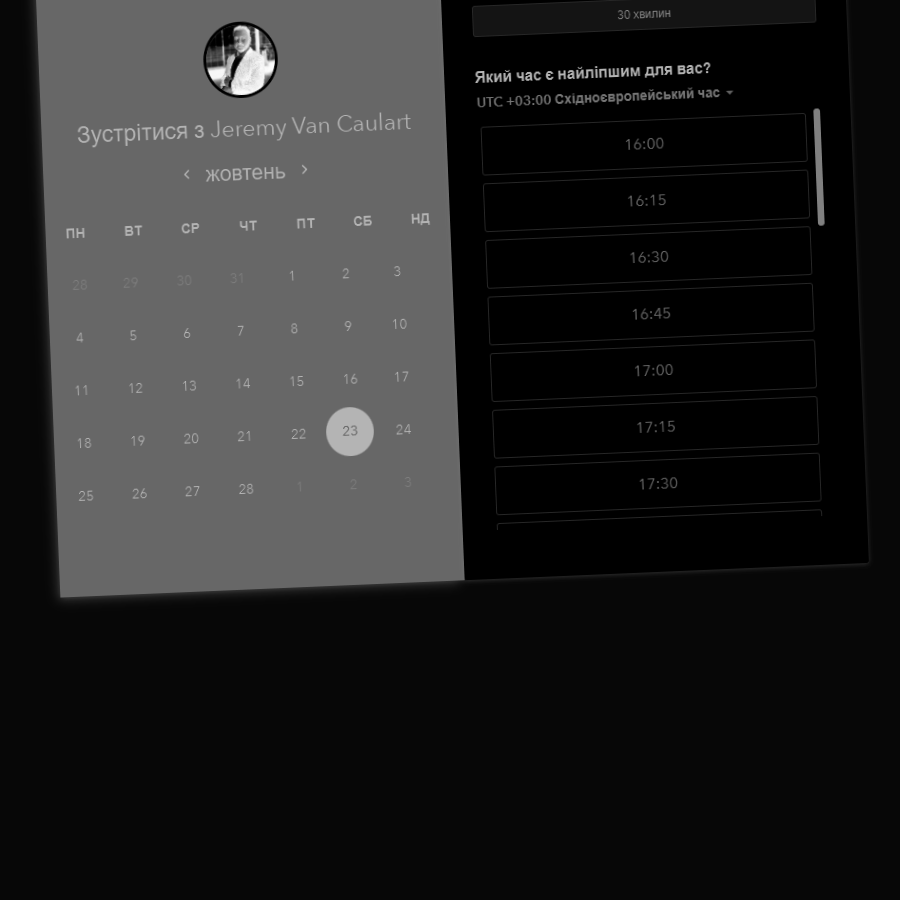 Зустрітися з Jeremy Van Caulart
жовтень
ПН ВТ СР ЧТ ПТ СБ НД
28 29 30 31 1 2 3
4 5 6 7 8 9 10
11 12 13 14 15 16 17
18 19 20 21 22 23 24
25 26 27 28 1 2 3
30 хвилин
Який час є найліпшим для вас?
UTC +03:00 Східноєвропейський час
16:00
16:15
16:30
16:45
17:00
17:15
17:30